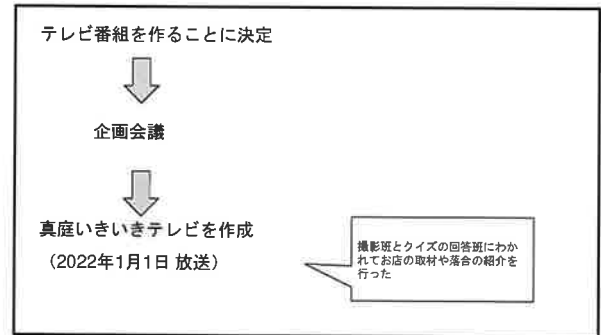 テレビ番組を作ることに決定
企画会議
真庭いきいきテレビを作成
（2022年1月1日 放送）
撮影班とクイズの回答班にわか
れてお店の取材や落合の紹介を
行った